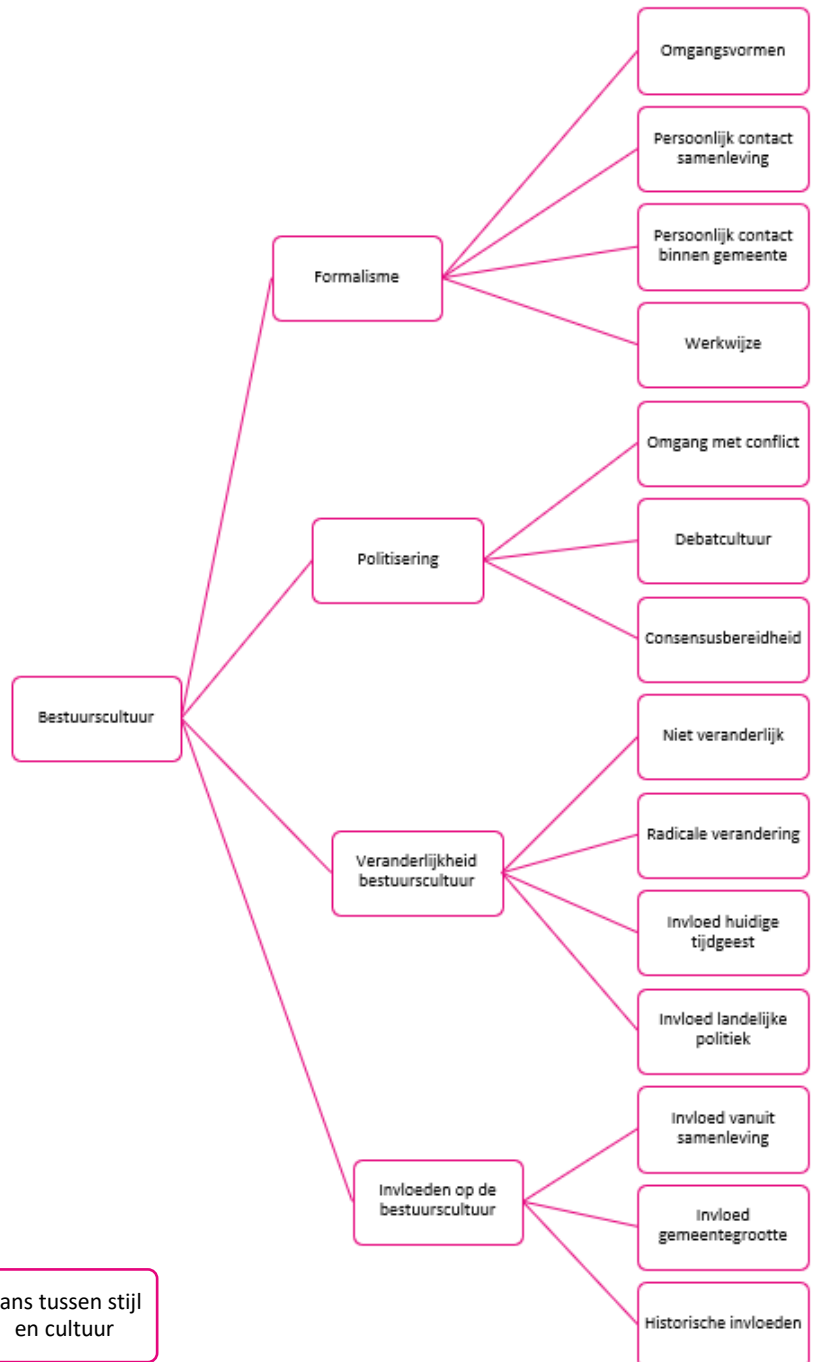 Omgangsvormen
Persoonlijk contact
samenleving
Persoonlijk contact
binnen gemeente
Werkwijze
Formalisme
Omgang met conflict
Debatcultuur
Consensusbereidheid
Politisering
Bestuurscultuur
Niet veranderlijk
Radicale verandering
Invloed huidige
tijdgeest
Invloed landelijke
politiek
Veranderlijkheid
bestuurscultuur
Invloed vanuit
samenleving
Invloed
gemeentegrootte
Historische invloeden
Invloeden op de
bestuurscultuur
tussen stijl
en cultuur